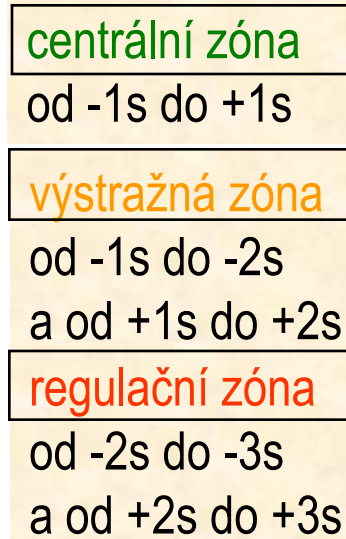 centrální zóna
od -1s do +1s
výstražná zóna
od -1s do -2s
a od +1s do +2s
regulační zóna
od -2s do -3s
a od +2s do +3s